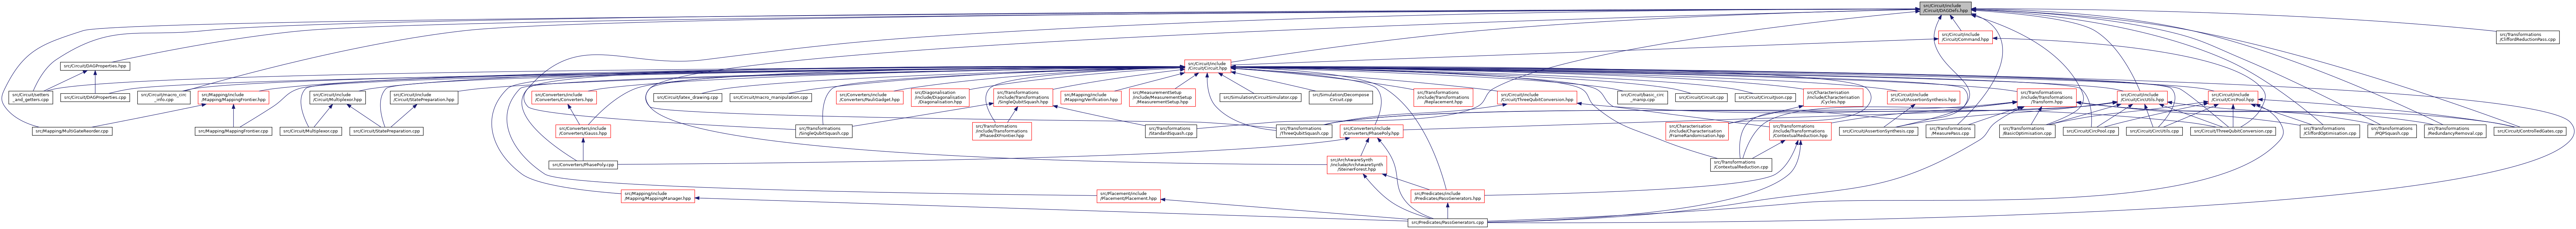 src/Circuit/include
/Circuit/DAGDefs.hpp
src/Circuit/include
/Circuit/Command.hpp
src/Transformations
/CliffordReductionPass.cpp
src/Circuit/DAGProperties.hpp
src/Circuit/include
/Circuit/Circuit.hpp
src/Circuit/setters
_and_getters.cpp
src/Circuit/DAGProperties.cpp
src/Circuit/macro_circ
_info.cpp
src/Mapping/include
/Mapping/MappingFrontier.hpp
src/Circuit/include
/Circuit/Multiplexor.hpp
src/Circuit/include
/Circuit/StatePreparation.hpp
src/Converters/include
/Converters/Converters.hpp
src/Circuit/latex_drawing.cpp
src/Circuit/macro_manipulation.cpp
src/Converters/include
/Converters/PauliGadget.hpp
src/Diagonalisation
/include/Diagonalisation
/Diagonalisation.hpp
src/Transformations
/include/Transformations
/SingleQubitSquash.hpp
src/Mapping/include
/Mapping/Verification.hpp
src/MeasurementSetup
/include/MeasurementSetup
/MeasurementSetup.hpp
src/Simulation/CircuitSimulator.cpp
src/Simulation/Decompose
Circuit.cpp
src/Transformations
/include/Transformations
/Replacement.hpp
src/Circuit/include
/Circuit/ThreeQubitConversion.hpp
src/Circuit/basic_circ
_manip.cpp
src/Circuit/Circuit.cpp
src/Circuit/CircuitJson.cpp
src/Characterisation
/include/Characterisation
/Cycles.hpp
src/Circuit/include
/Circuit/AssertionSynthesis.hpp
src/Transformations
/include/Transformations
/Transform.hpp
src/Circuit/include
/Circuit/CircUtils.hpp
src/Circuit/include
/Circuit/CircPool.hpp
src/Mapping/MultiGateReorder.cpp
src/Mapping/MappingFrontier.cpp
src/Circuit/Multiplexor.cpp
src/Circuit/StatePreparation.cpp
src/Converters/include
/Converters/Gauss.hpp
src/Transformations
/SingleQubitSquash.cpp
src/Transformations
/include/Transformations
/PhasedXFrontier.hpp
src/Transformations
/StandardSquash.cpp
src/Transformations
/ThreeQubitSquash.cpp
src/Converters/include
/Converters/PhasePoly.hpp
src/Characterisation
/include/Characterisation
/FrameRandomisation.hpp
src/Transformations
/include/Transformations
/ContextualReduction.hpp
src/Circuit/AssertionSynthesis.cpp
src/Transformations
/MeasurePass.cpp
src/Transformations
/BasicOptimisation.cpp
src/Circuit/CircPool.cpp
src/Circuit/CircUtils.cpp
src/Circuit/ThreeQubitConversion.cpp
src/Transformations
/CliffordOptimisation.cpp
src/Transformations
/PQPSquash.cpp
src/Transformations
/RedundancyRemoval.cpp
src/Circuit/ControlledGates.cpp
src/Converters/PhasePoly.cpp
src/ArchAwareSynth
/include/ArchAwareSynth
/SteinerForest.hpp
src/Transformations
/ContextualReduction.cpp
src/Mapping/include
/Mapping/MappingManager.hpp
src/Placement/include
/Placement/Placement.hpp
src/Predicates/include
/Predicates/PassGenerators.hpp
src/Predicates/PassGenerators.cpp